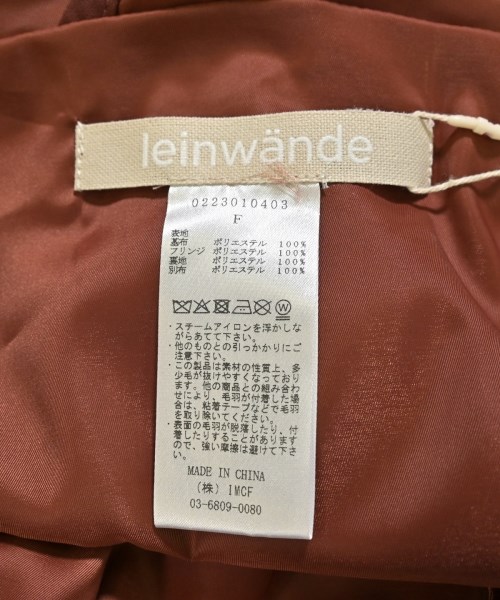 leinwände
0223010403
F
表地
基布 ポリエステル 100%
フリンジ ポリエステル 100%
裏地 ポリエステル 100%
別布 ポリエステル 100%
・スチームアイロンを浮かしな
がらあてて下さい。
・他のものとの引っかかりにご
注意下さい。
・この製品は素材の性質上、多
少毛が抜けやすくなっており
ます。他の商品との組み合わ
せにより、毛羽が付着した場
合は、粘着テープなどで毛羽
を取り除いてください。
・表面の毛羽が脱落したり、付
着したりすることがあります
ので、強い摩擦は避けて下さ
い。
MADE IN CHINA
(株) IMCF
03-6809-0080